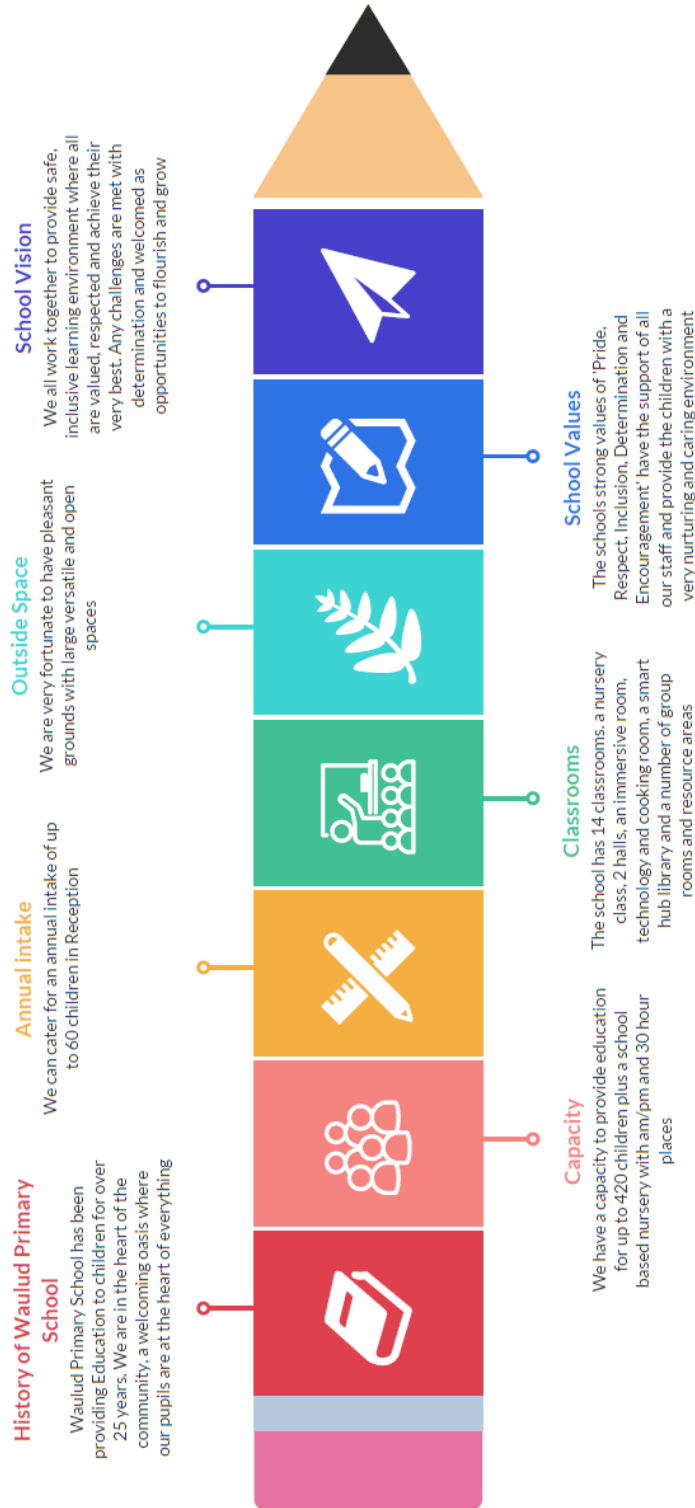 History of Waulud Primary
School
Waulud Primary School has been
providing Education to children for over
25 years. We are in the heart of the
community, a welcoming oasis where
our pupils are at the heart of everything
Capacity
We have a capacity to provide education
for up to 420 children plus a school
based nursery with am/pm and 30 hour
places
Annual intake
We can cater for an annual intake of up
to 60 children in Reception
Classrooms
The school has 14 classrooms. a nursery
class, 2 halls, an immersive room,
technology and cooking room, a smart
hub library and a number of group
rooms and resource areas
Outside Space
We are very fortunate to have pleasant
grounds with large versatile and open
spaces
School Values
The schools strong values of 'Pride,
Respect, Inclusion, Determination and
Encouragement' have the support of all
our staff and provide the children with a
very nurturing and caring environment
School Vision
We all work together to provide safe,
inclusive learning environment where all
are valued, respected and achieve their
very best. Any challenges are met with
determination and welcomed as
opportunities to flourish and grow